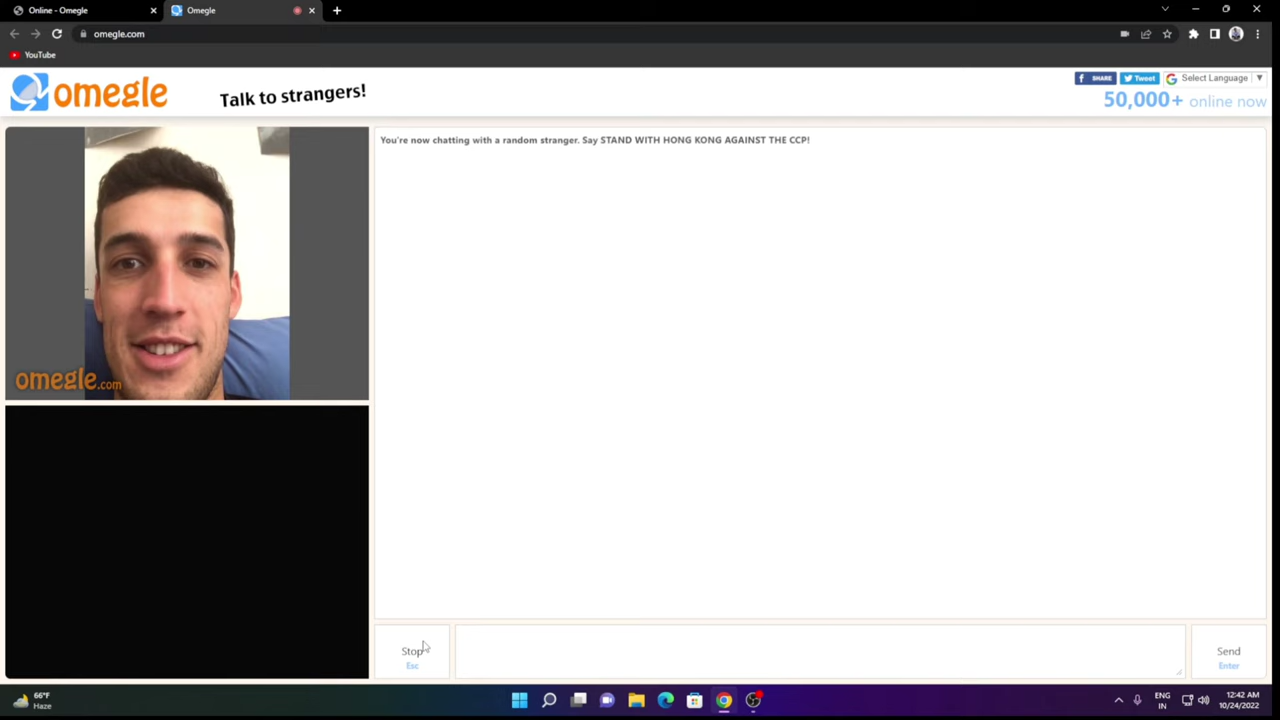 Online - Omegle
Omegle
omegle.com
YouTube
omegle
Talk to strangers!
f SHARE
Tweet
G Select Language ▼
50,000+ online now
You're now chatting with a random stranger. Say STAND WITH HONG KONG AGAINST THE CCP!
omegle.com
Stop
Esc
Send
Enter
66°F
Haze
ENG
IN
12:42 AM
10/24/2022